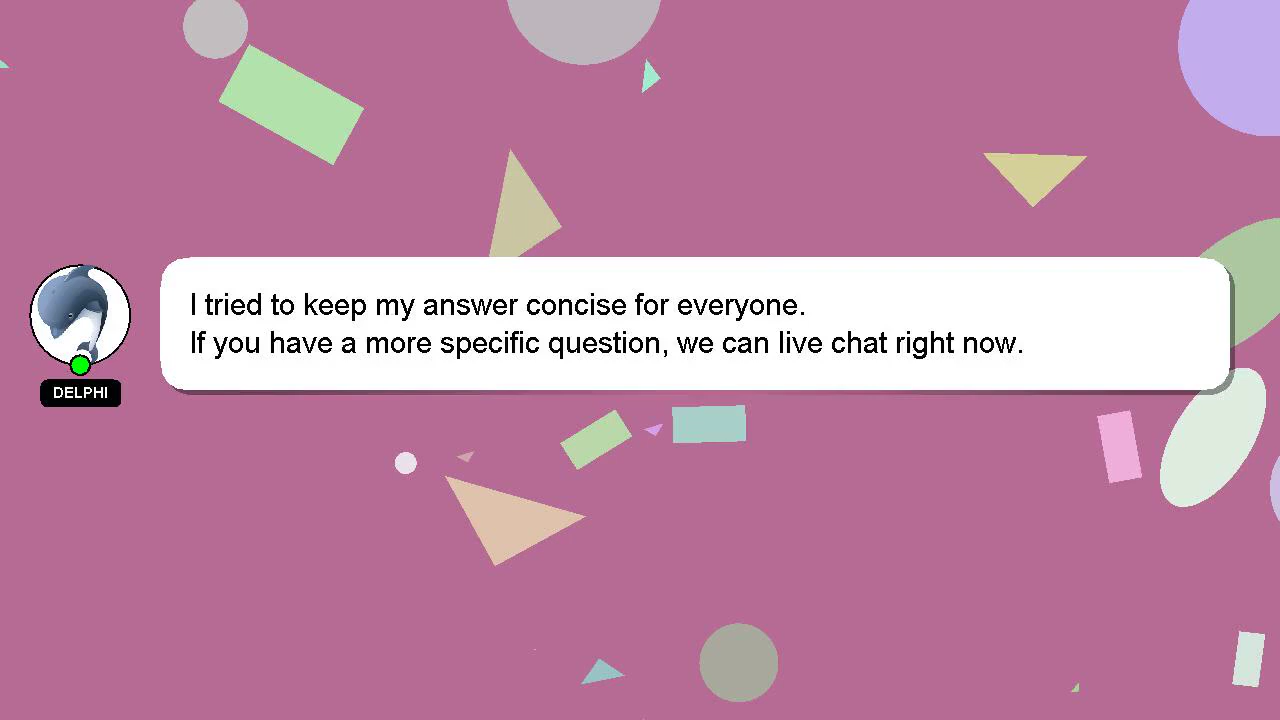 I tried to keep my answer concise for everyone.
If you have a more specific question, we can live chat right now.
DELPHI